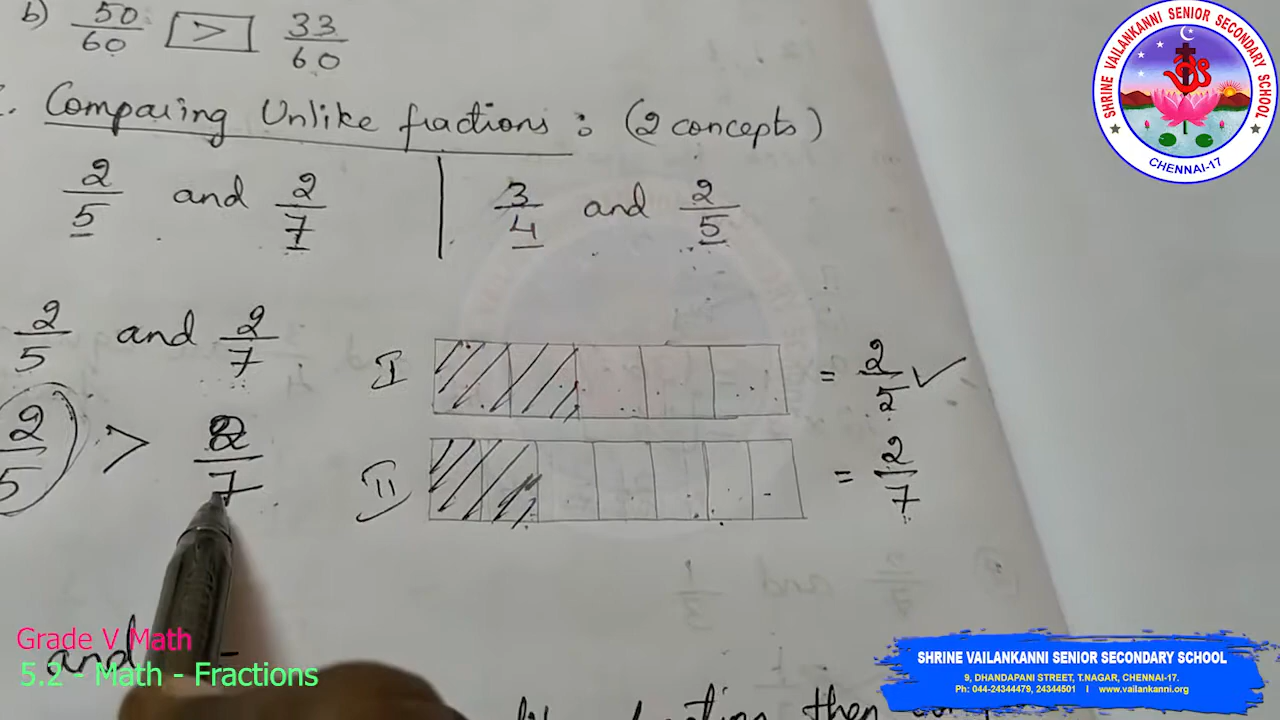 b) 50/60 > 33/60
Comparing Unlike fractions : (2 concepts)
2/5 and 2/7 | 3/4 and 2/5
2/5 and 2/7
I = 2/5 ✓
2/5 > 2/7
II = 2/7
and
fraction then
Grade V Math
5.2 - Math - Fractions
SHRINE VAILANKANNI SENIOR SECONDARY SCHOOL
CHENNAI-17
SHRINE VAILANKANNI SENIOR SECONDARY SCHOOL
9, DHANDAPANI STREET, T.NAGAR, CHENNAI-17.
Ph: 044-24344479, 24344501 | www.vailankanni.org